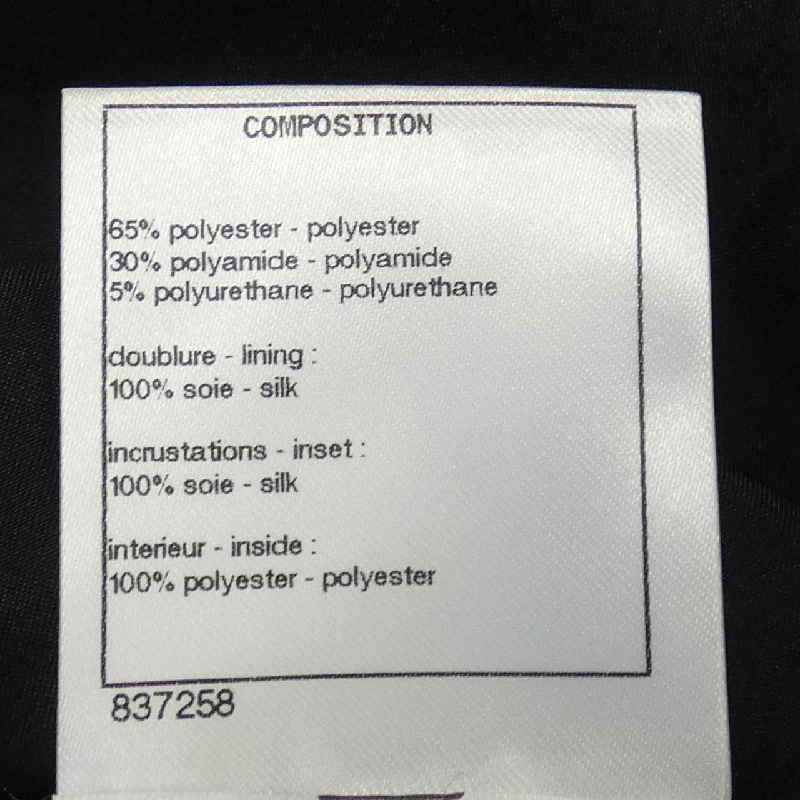 COMPOSITION
65% polyester - polyester
30% polyamide - polyamide
5% polyurethane - polyurethane
doublure - lining :
100% soie - silk
incrustations - inset :
100% soie - silk
interieur - inside :
100% polyester - polyester
837258